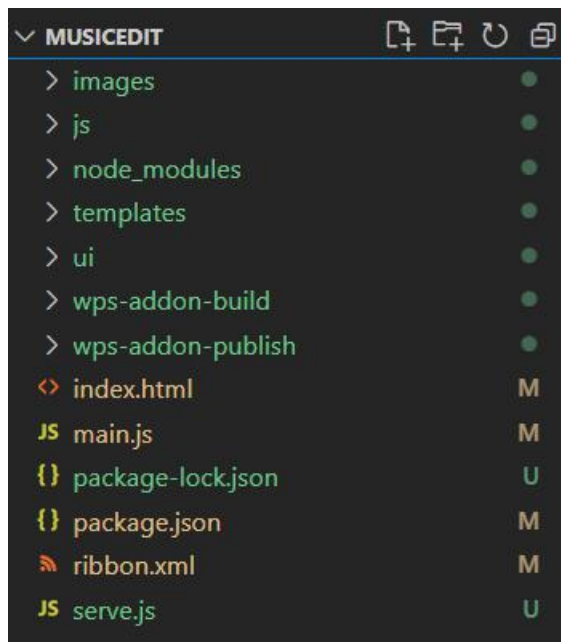 MUSICEDIT
images
js
node_modules
templates
ui
wps-addon-build
wps-addon-publish
<> index.html M
JS main.js M
{} package-lock.json U
{} package.json M
ribbon.xml M
JS serve.js U